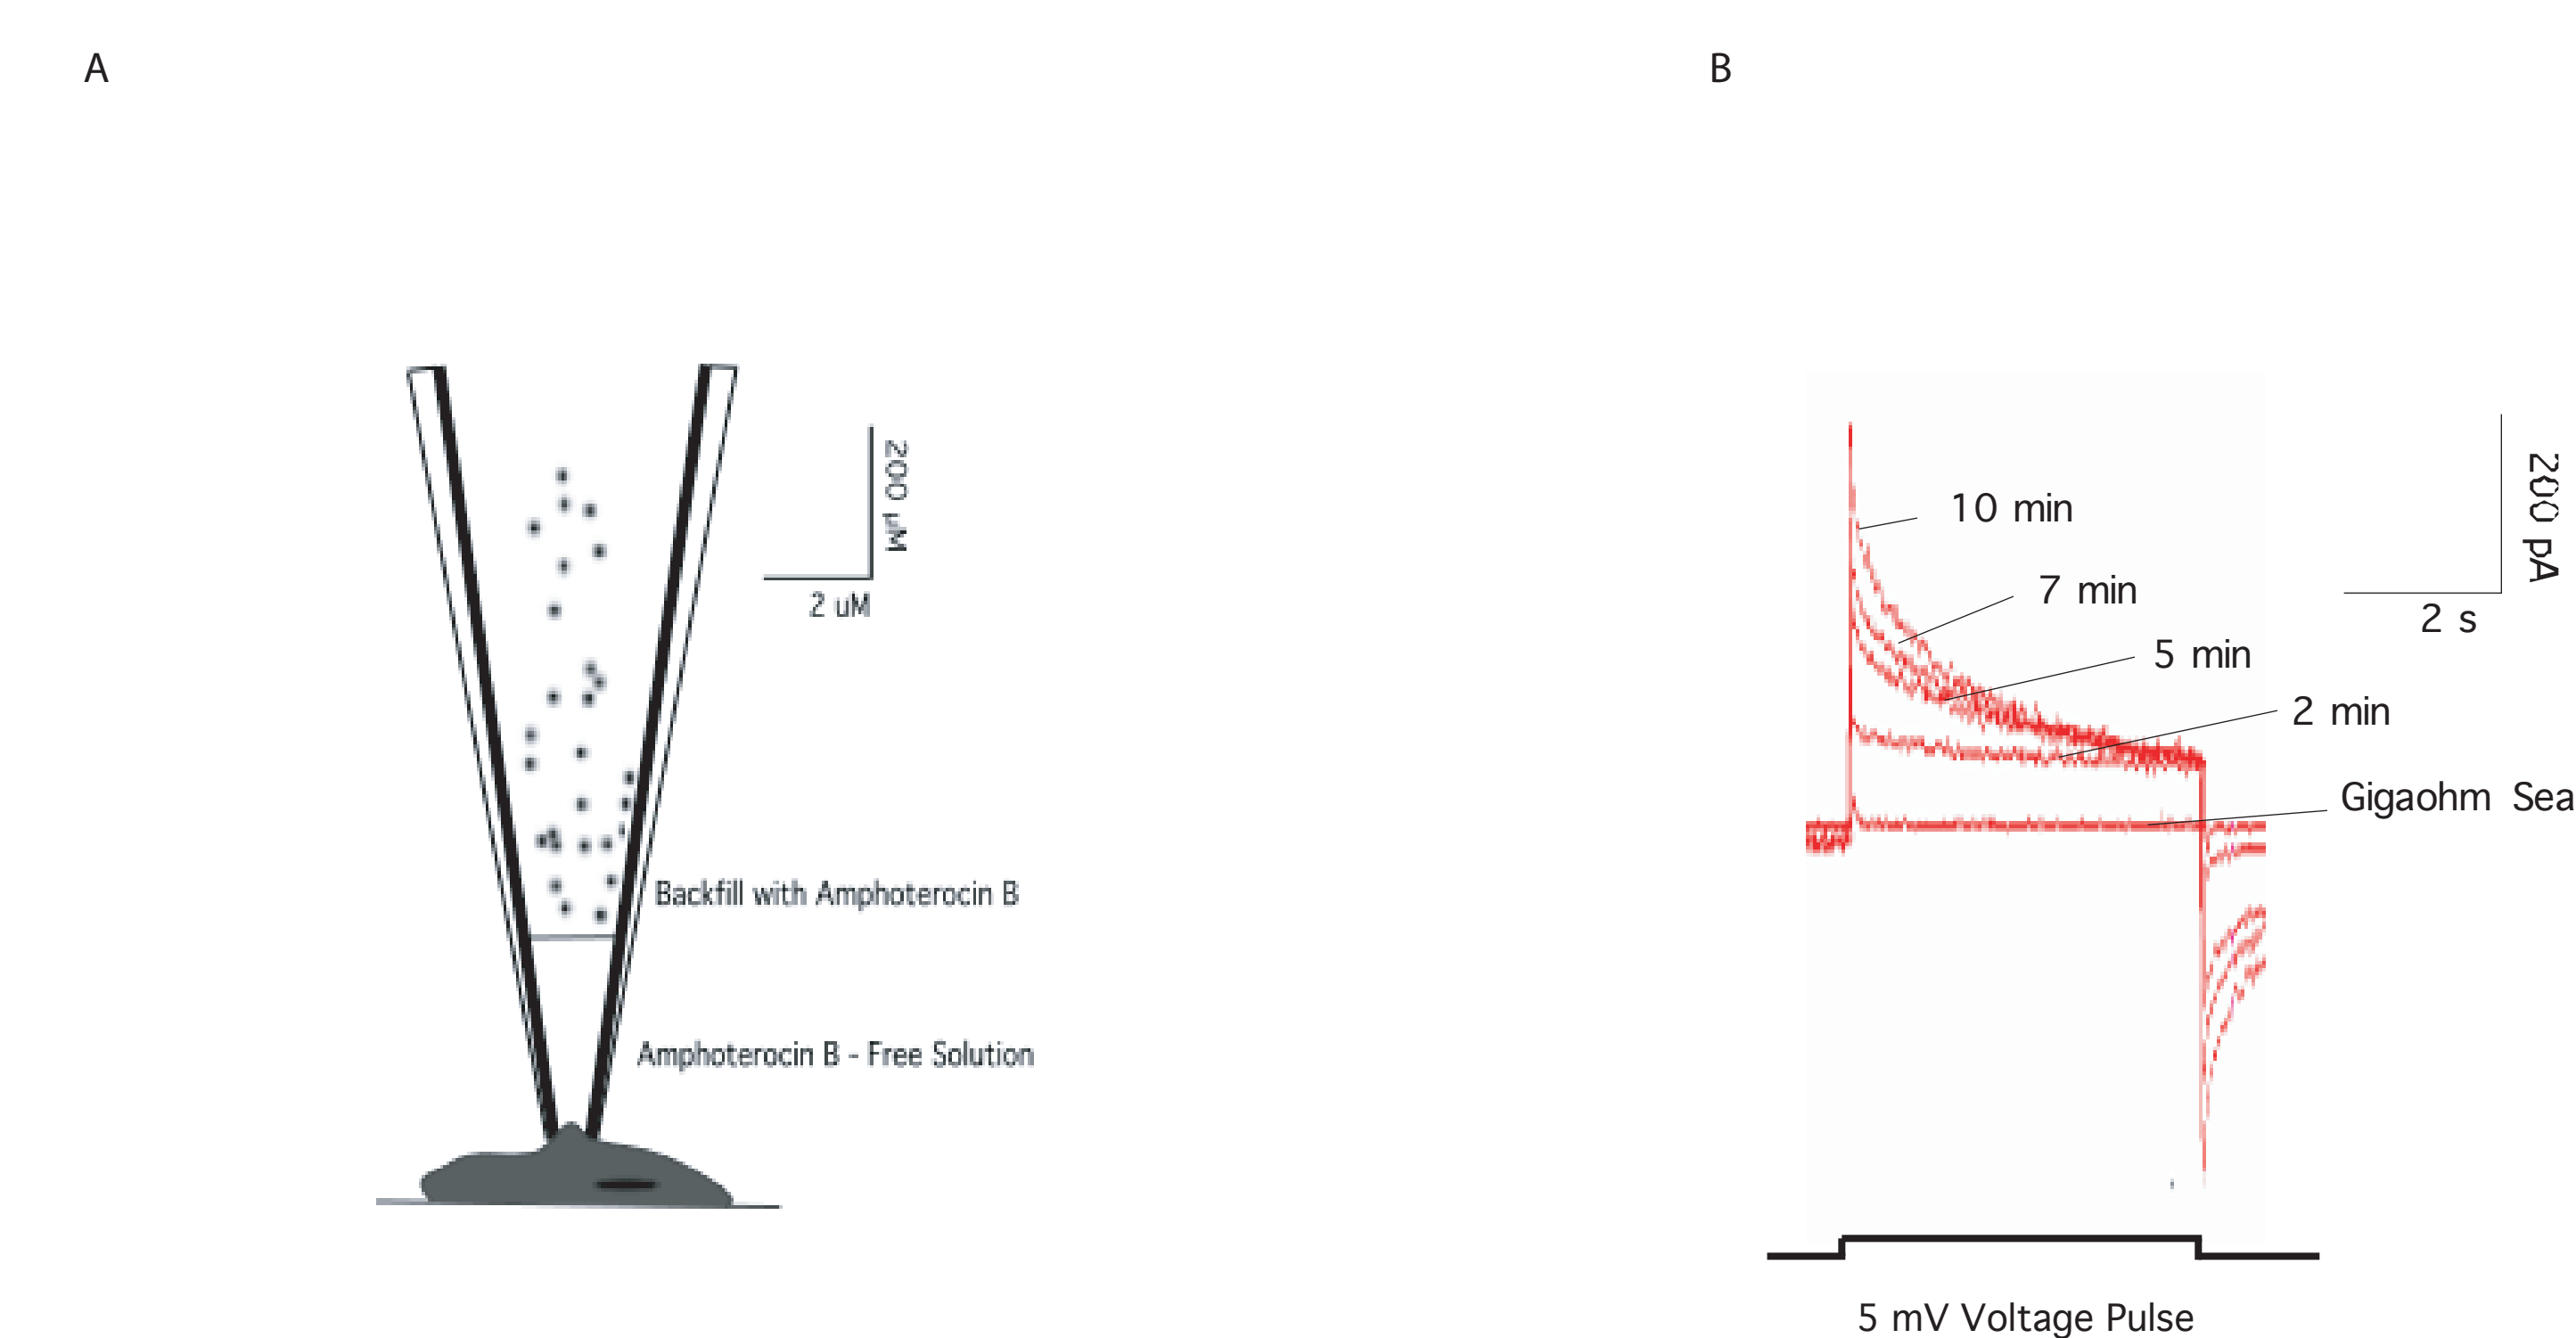 A
B
200 µM
2 uM
Backfill with Amphoterocin B
Amphoterocin B - Free Solution
10 min
7 min
5 min
2 min
Gigaohm Sea
200 pA
2 s
5 mV Voltage Pulse